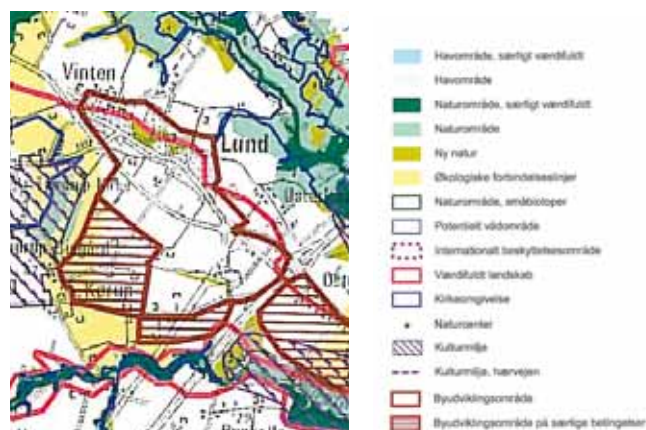 Vinten
Lund
Havområde, særligt værdifuldt
Havområde
Naturområde, særligt værdifuldt
Naturområde
Ny natur
Økologiske forbindelseslinjer
Naturområde, småbiotoper
Potentielt vådområde
Internationalt beskyttelsesområde
Værdifuldt landskab
Kirkeomgivelse
Naturcenter
Kulturmiljø
Kulturmiljø, hærvejen
Byudviklingsområde
Byudviklingsområde på særlige betingelser